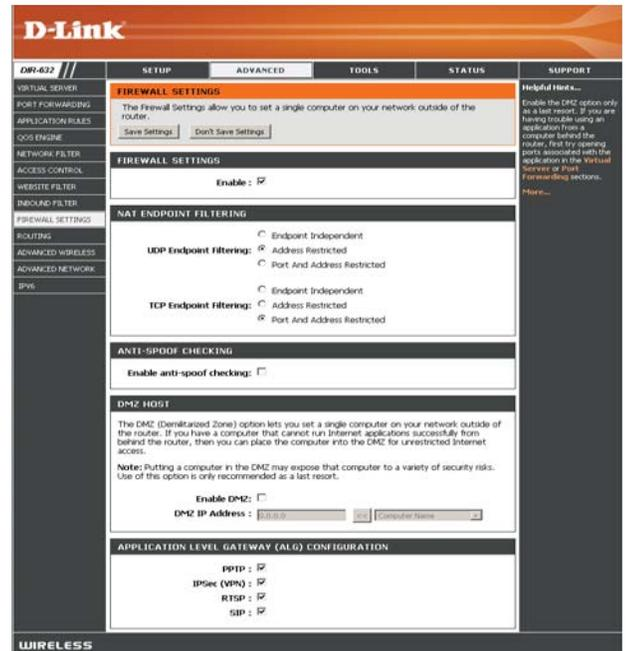 D-Link
DIR-632
SETUP
ADVANCED
TOOLS
STATUS
SUPPORT
VIRTUAL SERVER
PORT FORWARDING
APPLICATION RULES
QOS ENGINE
NETWORK FILTER
ACCESS CONTROL
WEBSITE FILTER
INBOUND FILTER
FIREWALL SETTINGS
ROUTING
ADVANCED WIRELESS
ADVANCED NETWORK
IPV6
FIREWALL SETTINGS
The Firewall Settings allow you to set a single computer on your network outside of the
router.
Save Settings
Don't Save Settings
FIREWALL SETTINGS
Enable :
NAT ENDPOINT FILTERING
UDP Endpoint Filtering:
Endpoint Independent
Address Restricted
Port And Address Restricted
TCP Endpoint Filtering:
Endpoint Independent
Address Restricted
Port And Address Restricted
ANTI-SPOOF CHECKING
Enable anti-spoof checking:
DMZ HOST
The DMZ (Demilitarized Zone) option lets you set a single computer on your network outside of
the router. If you have a computer that cannot run Internet applications successfully from
behind the router, then you can place the computer into the DMZ for unrestricted Internet
access.
Note: Putting a computer in the DMZ may expose that computer to a variety of security risks.
Use of this option is only recommended as a last resort.
Enable DMZ:
DMZ IP Address :
0.0.0.0
<<
Computer Name
APPLICATION LEVEL GATEWAY (ALG) CONFIGURATION
PPTP :
IPSec (VPN) :
RTSP :
SIP :
Helpful Hints...
Enable the DMZ option only
as a last resort. If you are
having trouble using an
application from a
computer behind the
router, first try opening
ports associated with the
application in the Virtual
Server or Port
Forwarding sections.
More...
WIRELESS